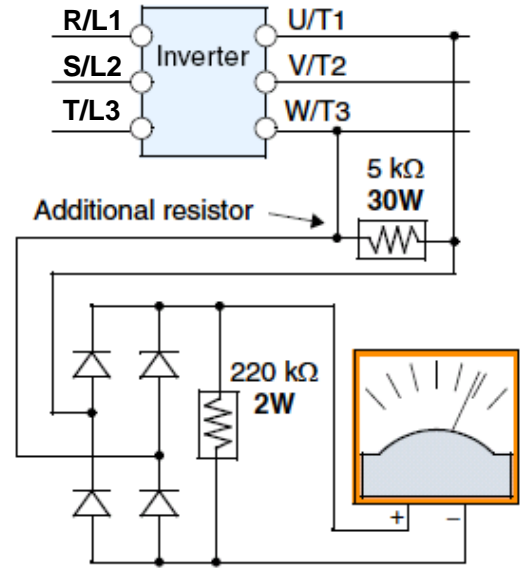 R/L1
U/T1
Inverter
S/L2
V/T2
T/L3
W/T3
5 kΩ
30W
Additional resistor
220 kΩ
2W
+
−